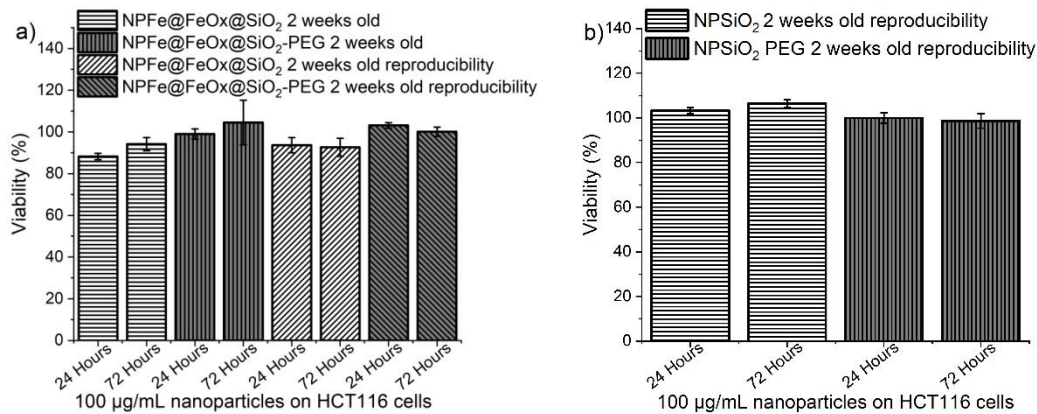 a)
NPFe@FeOx@SiO₂ 2 weeks old
NPFe@FeOx@SiO₂-PEG 2 weeks old
NPFe@FeOx@SiO₂ 2 weeks old reproducibility
NPFe@FeOx@SiO₂-PEG 2 weeks old reproducibility
Viability (%)
140
120
100
80
60
40
20
0
24 Hours
72 Hours
24 Hours
72 Hours
24 Hours
72 Hours
24 Hours
72 Hours
100 µg/mL nanoparticles on HCT116 cells
b)
NPSiO₂ 2 weeks old reproducibility
NPSiO₂ PEG 2 weeks old reproducibility
Viability (%)
140
120
100
80
60
40
20
0
24 Hours
72 Hours
24 Hours
72 Hours
100 µg/mL nanoparticles on HCT116 cells